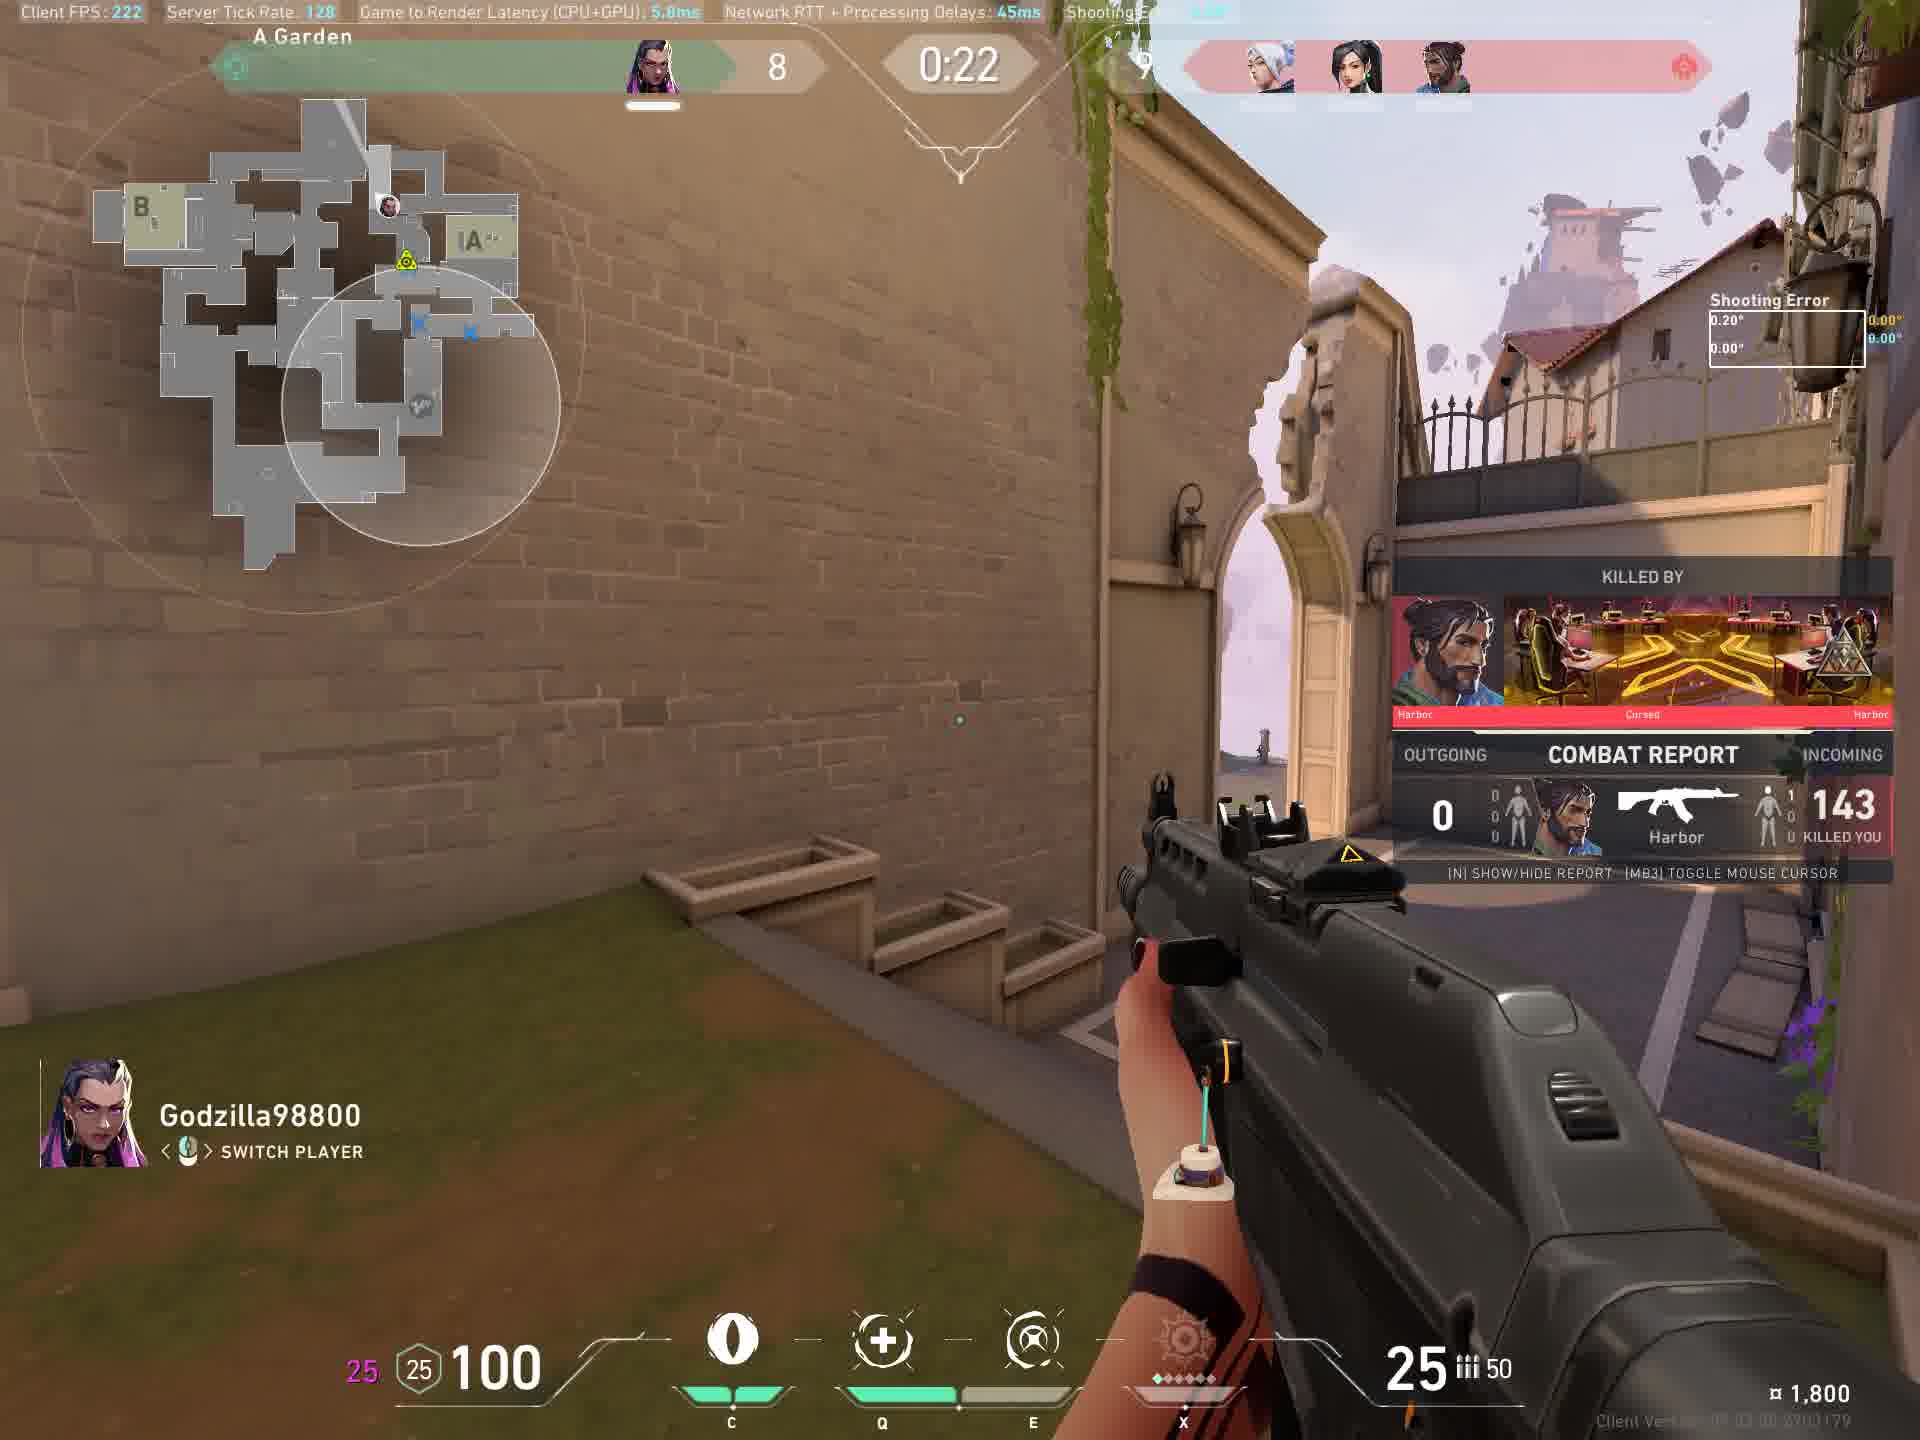 Client FPS: 222 Server Tick Rate: 128 Game to Render Latency (CPU+GPU): 5.8ms Network RTT + Processing Delays: 45ms Shooting
A Garden
8 0:22 9
B
A
Shooting Error
0.20° 0.00°
0.00° 0.00°
KILLED BY
Harbor Cursed Harbor
OUTGOING COMBAT REPORT INCOMING
0 0 0 0 Harbor 1 0 0 143 KILLED YOU
[N] SHOW/HIDE REPORT [MB3] TOGGLE MOUSE CURSOR
Godzilla98800
< > SWITCH PLAYER
25 25 100
C Q E X
25 50
¤ 1,800